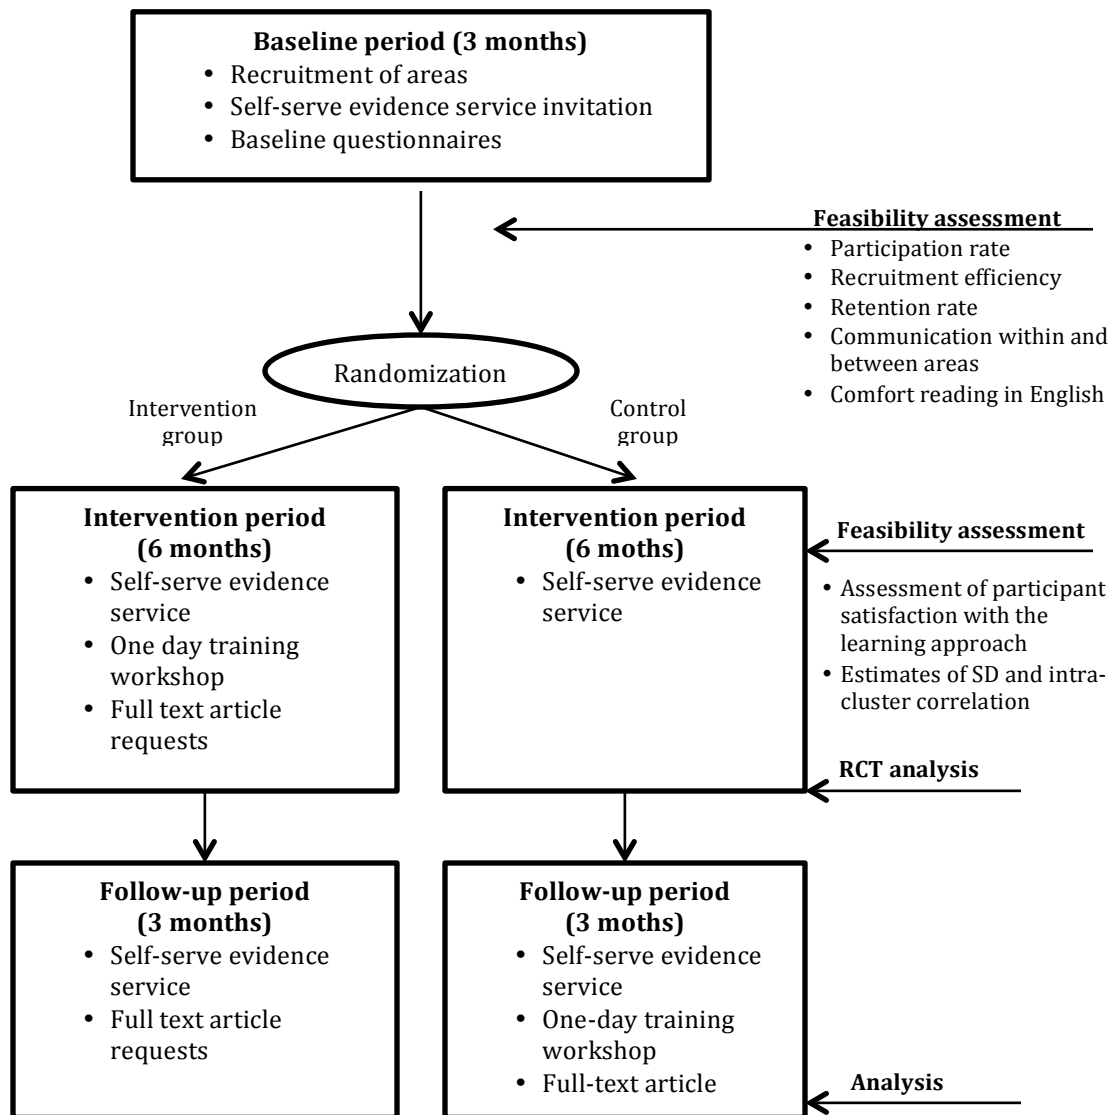 Baseline period (3 months)
• Recruitment of areas
• Self-serve evidence service invitation
• Baseline questionnaires
Feasibility assessment
• Participation rate
• Recruitment efficiency
• Retention rate
• Communication within and
between areas
• Comfort reading in English
Randomization
Intervention
group
Control
group
Intervention period
(6 months)
• Self-serve evidence
service
• One day training
workshop
• Full text article
requests
Intervention period
(6 moths)
• Self-serve evidence
service
Feasibility assessment
• Assessment of participant
satisfaction with the
learning approach
• Estimates of SD and intra-
cluster correlation
RCT analysis
Follow-up period
(3 months)
• Self-serve evidence
service
• Full text article
requests
Follow-up period
(3 moths)
• Self-serve evidence
service
• One-day training
workshop
• Full-text article
Analysis